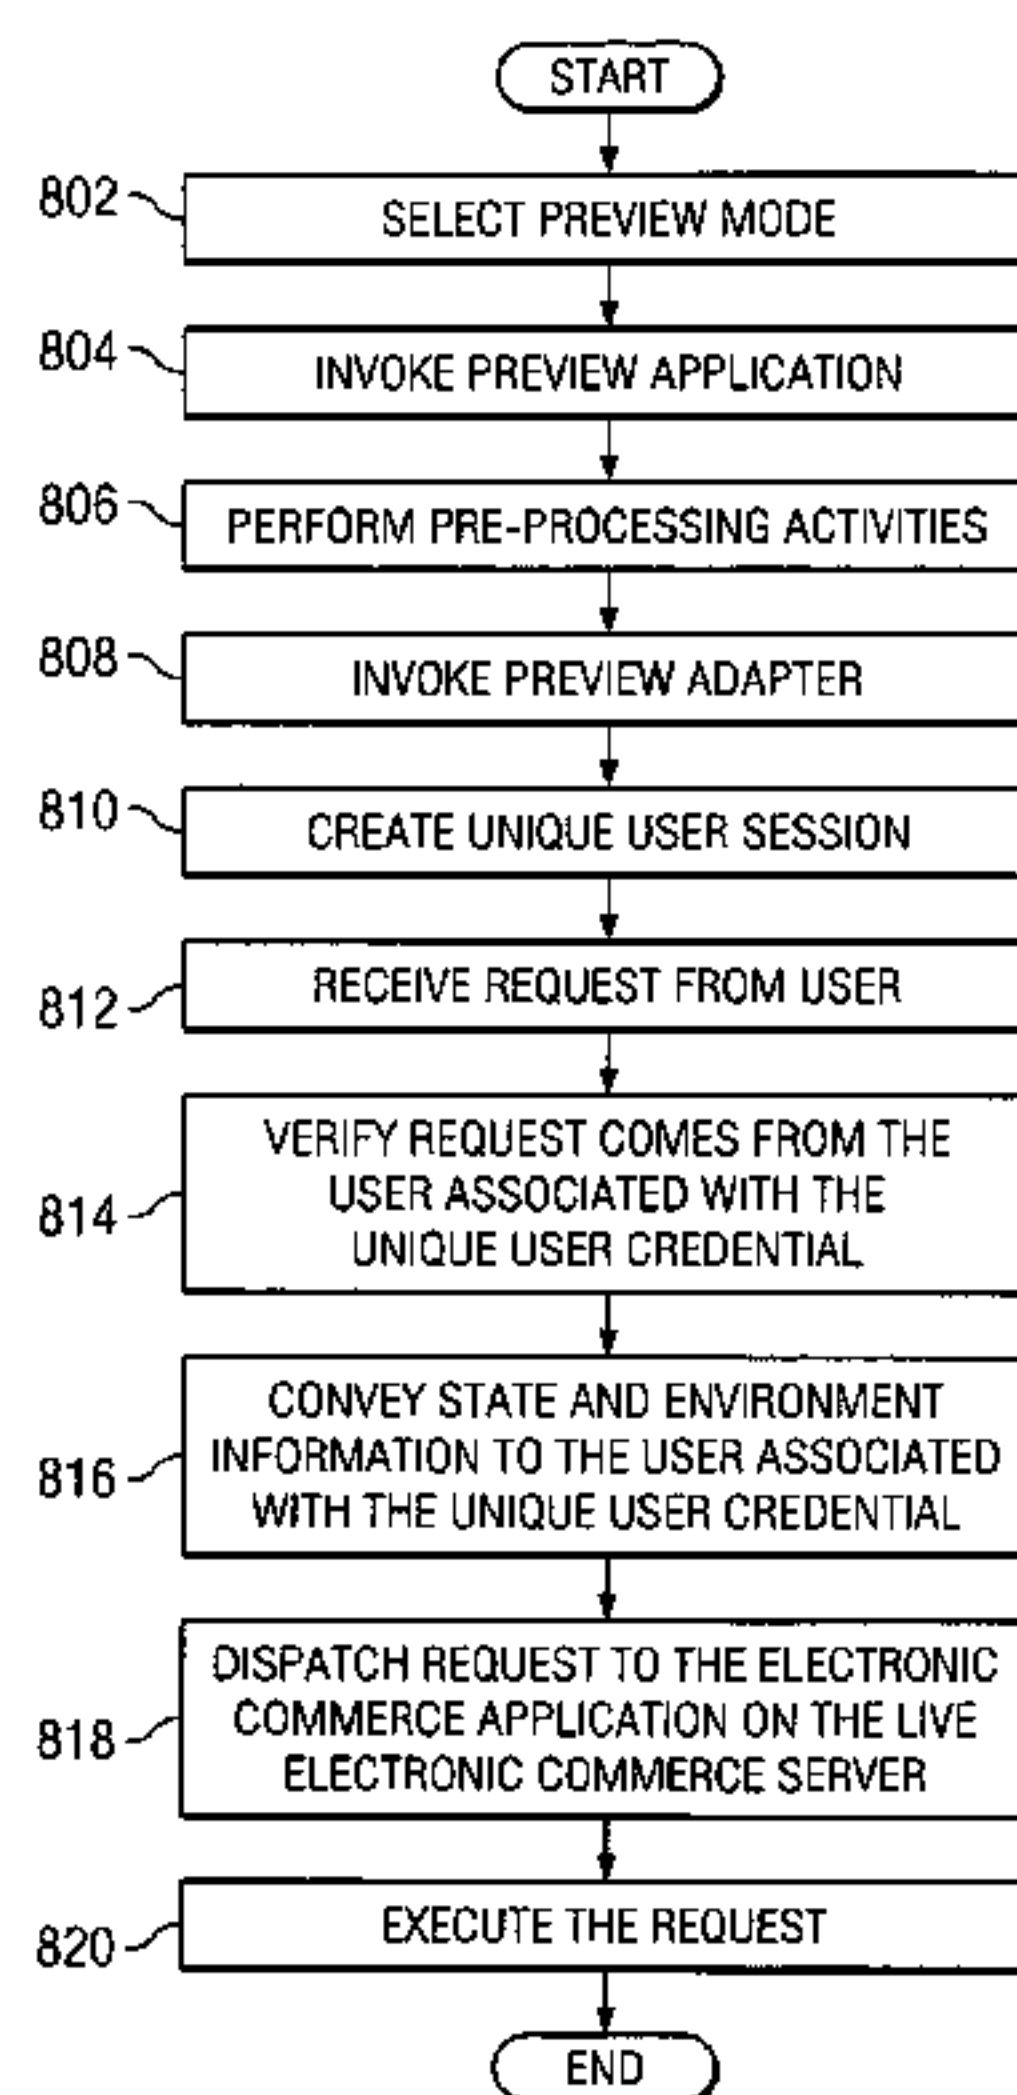 START
802
SELECT PREVIEW MODE
804
INVOKE PREVIEW APPLICATION
806
PERFORM PRE-PROCESSING ACTIVITIES
808
INVOKE PREVIEW ADAPTER
810
CREATE UNIQUE USER SESSION
812
RECEIVE REQUEST FROM USER
814
VERIFY REQUEST COMES FROM THE
USER ASSOCIATED WITH THE
UNIQUE USER CREDENTIAL
816
CONVEY STATE AND ENVIRONMENT
INFORMATION TO THE USER ASSOCIATED
WITH THE UNIQUE USER CREDENTIAL
818
DISPATCH REQUEST TO THE ELECTRONIC
COMMERCE APPLICATION ON THE LIVE
ELECTRONIC COMMERCE SERVER
820
EXECUTE THE REQUEST
END